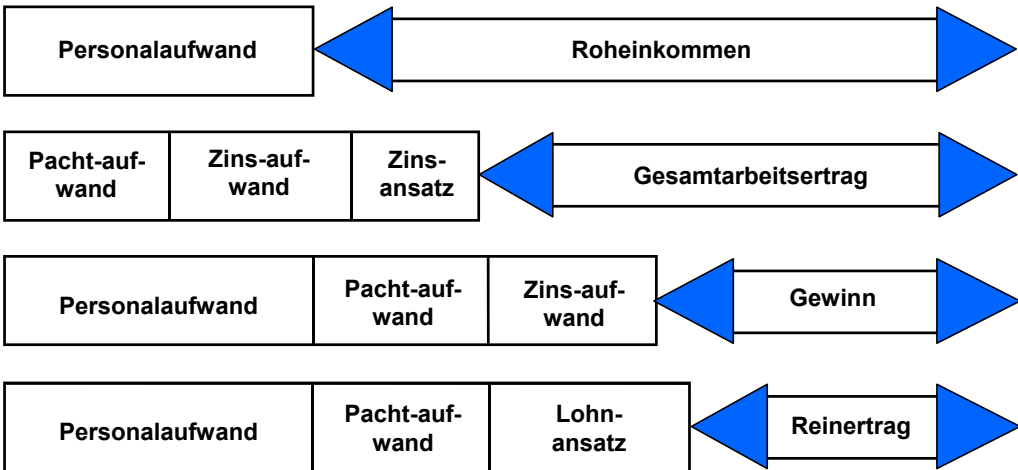 Personalaufwand
Roheinkommen
Pacht-auf-
wand
Zins-auf-
wand
Zins-
ansatz
Gesamtarbeitsertrag
Personalaufwand
Pacht-auf-
wand
Zins-auf-
wand
Gewinn
Personalaufwand
Pacht-auf-
wand
Lohn-
ansatz
Reinertrag